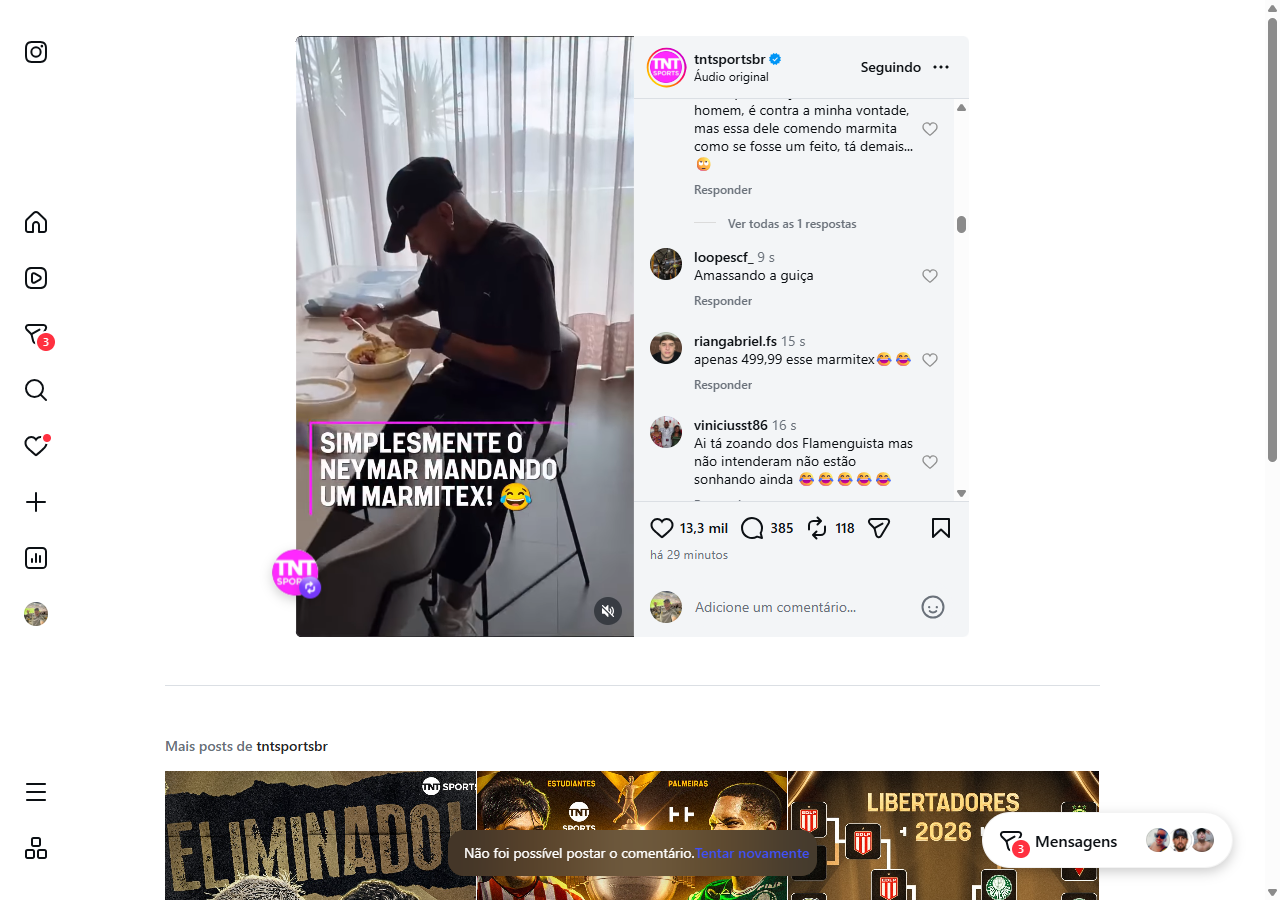 tntsportsbr
Áudio original
Seguindo
homem, é contra a minha vontade,
mas essa dele comendo marmita
como se fosse um feito, tá demais...
🙄
Responder
Ver todas as 1 respostas
loopescf_ 9 s
Amassando a guiça
Responder
riangabriel.fs 15 s
apenas 499,99 esse marmitex😂😂
Responder
viniciusst86 16 s
Ai tá zoando dos Flamenguista mas
não intenderam não estão
sonhando ainda 😂😂😂😂😂
SIMPLESMENTE O
NEYMAR MANDANDO
UM MARMITEX! 😂
TNT
SPORTS
13,3 mil
385
118
há 29 minutos
Adicione um comentário...
3
Mais posts de tntsportsbr
TNT SPORTS
ELIMINADO!
ESTUDIANTES
PALMEIRAS
TNT
SPORTS
LIBERTADORES
2026
Não foi possível postar o comentário.Tentar novamente
3
Mensagens